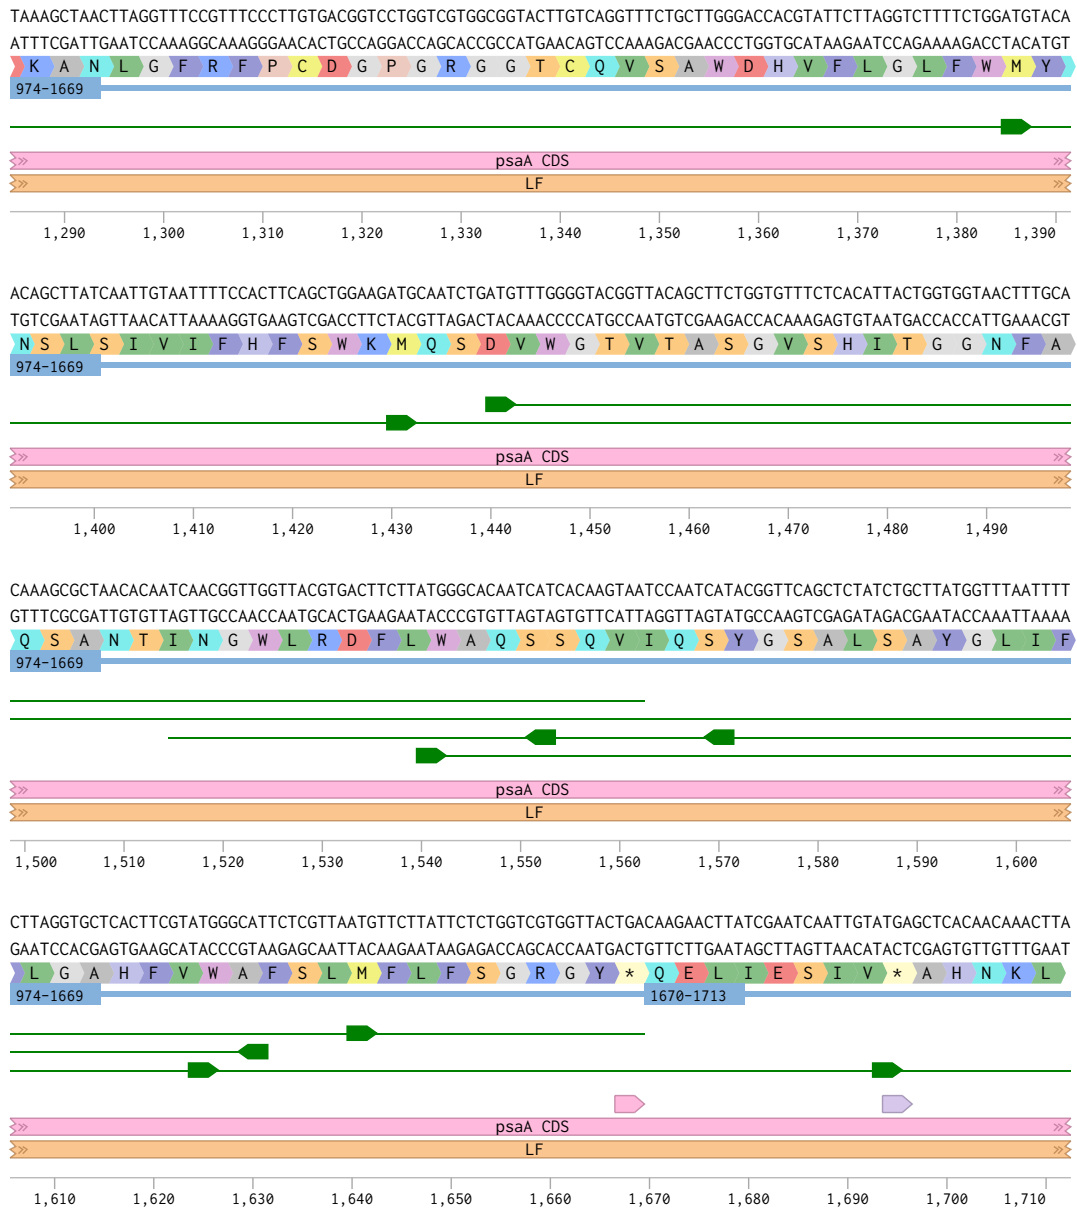 TAAAGCTAACTTAGGTTTCCGTTTCCCTTGTGACGGTCCTGGTCGTGGCGGTACTTGTCAGGTTTCTGCTTGGGACCACGTATTCTTAGGTCTTTTCTGGATGTACA
ATTTCGATTGAATCCAAAGGCAAAGGGAACACTGCCAGGACCAGCACCGCCATGAACAGTCCAAAGACGAACCCTGGTGCATAAGAATCCAGAAAAGACCTACATGT
K A N L G F R F P C D G P G R G G T C Q V S A W D H V F L G L F W M Y
974-1669
psaA CDS
LF
1,290 1,300 1,310 1,320 1,330 1,340 1,350 1,360 1,370 1,380 1,390
ACAGCTTATCAATTGTAATTTTCCACTTCAGCTGGAAGATGCAATCTGATGTTTGGGGTACGGTTACAGCTTCTGGTGTTTCTCACATTACTGGTGGTAACTTTGCA
TGTCGAATAGTTAACATTAAAAGGTGAAGTCGACCTTCTACGTTAGACTACAAACCCCATGCCAATGTCGAAGACCACAAAGAGTGTAATGACCACCATTGAAACGT
N S L S I V I F H F S W K M Q S D V W G T V T A S G V S H I T G G N F A
974-1669
psaA CDS
LF
1,400 1,410 1,420 1,430 1,440 1,450 1,460 1,470 1,480 1,490
CAAAGCGCTAACACAATCAACGGTTGGTTACGTGACTTCTTATGGGCACAATCATCACAAGTAATCCAATCATACGGTTCAGCTCTATCTGCTTATGGTTTAATTTT
GTTTCGCGATTGTGTTAGTTGCCAACCAATGCACTGAAGAATACCCGTGTTAGTAGTGTTCATTAGGTTAGTATGCCAAGTCGAGATAGACGAATACCAAATTAAAA
Q S A N T I N G W L R D F L W A Q S S Q V I Q S Y G S A L S A Y G L I F
974-1669
psaA CDS
LF
1,500 1,510 1,520 1,530 1,540 1,550 1,560 1,570 1,580 1,590 1,600
CTTAGGTGCTCACTTCGTATGGGCATTCTCGTTAATGTTCTTATTCTCTGGTCGTGGTTACTGACAAGAACTTATCGAATCAATTGTATGAGCTCACAACAAACTTA
GAATCCACGAGTGAAGCATACCCGTAAGAGCAATTACAAGAATAAGAGACCAGCACCAATGACTGTTCTTGAATAGCTTAGTTAACATACTCGAGTGTTGTTTGAAT
L G A H F V W A F S L M F L F S G R G Y * Q E L I E S I V * A H N K L
974-1669 1670-1713
psaA CDS
LF
1,610 1,620 1,630 1,640 1,650 1,660 1,670 1,680 1,690 1,700 1,710